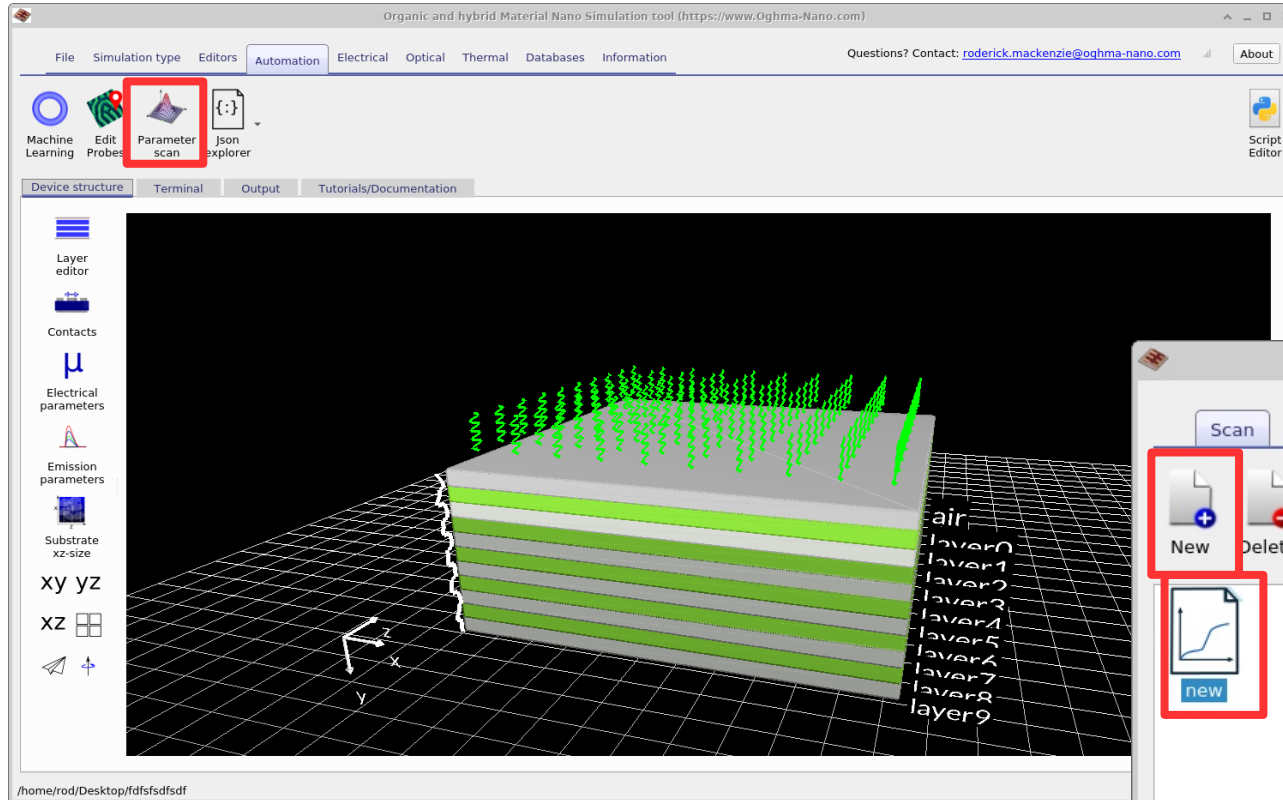 Organic and hybrid Material Nano Simulation tool (https://www.Oghma-Nano.com)
File Simulation type Editors Automation Electrical Optical Thermal Databases Information
Questions? Contact: roderick.mackenzie@oghma-nano.com About
Machine Learning
Edit Probes
Parameter scan
Json explorer
{:}
Script Editor
Device structure Terminal Output Tutorials/Documentation
Layer
editor
Contacts
μ
Electrical
parameters
Emission
parameters
Substrate
xz-size
xy yz
xz
air
layer0
layer1
layer2
layer3
layer4
layer5
layer6
layer7
layer8
layer9
z
x
y
Scan
New
new
/home/rod/Desktop/fdfsfsdfsdf